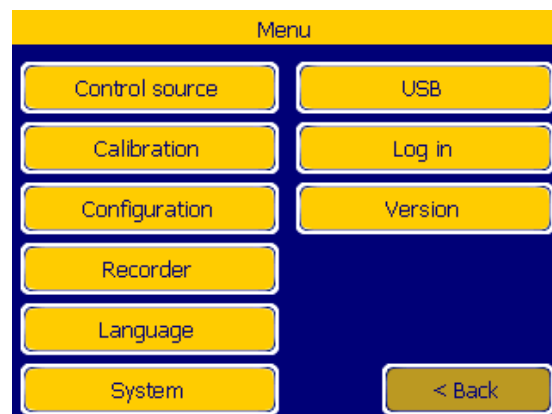 Menu
Control source
USB
Calibration
Log in
Configuration
Version
Recorder
Language
System
< Back